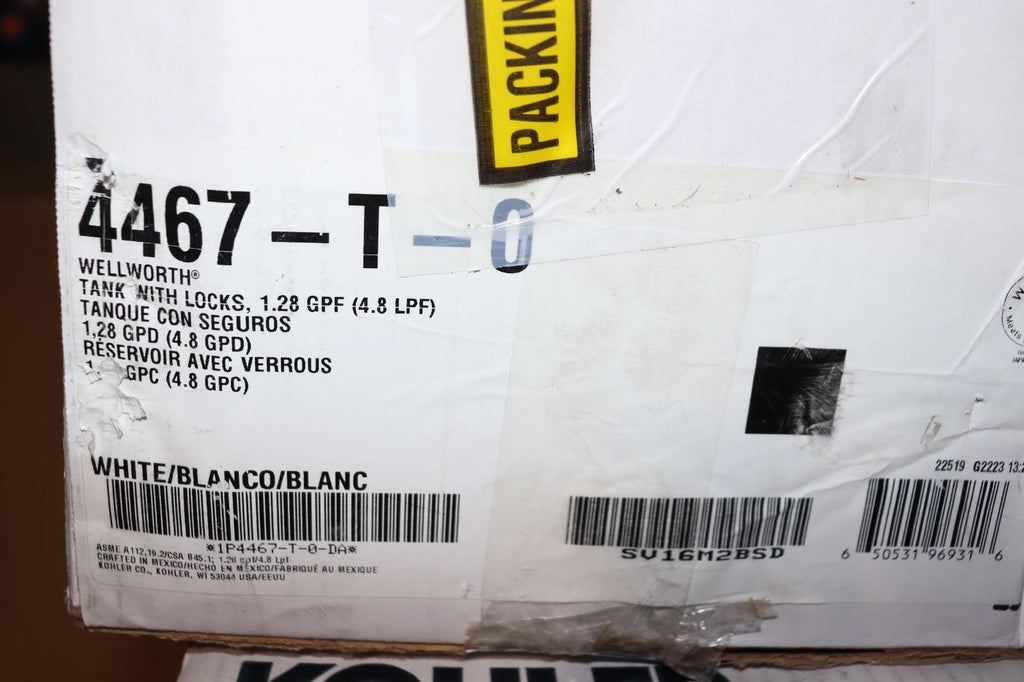 PACKIN
4467-T-0
WELLWORTH®
TANK WITH LOCKS, 1.28 GPF (4.8 LPF)
TANQUE CON SEGUROS
1.28 GPD (4.8 GPD)
RÉSERVOIR AVEC VERROUS
GPC (4.8 GPC)
WHITE/BLANCO/BLANC
*1P4467-T-0-DA*
ASME A112.19.2/CSA B45.1; 1.28 gpf/4.8 Lpf
CRAFTED IN MEXICO/HECHO EN MÉXICO/FABRIQUÉ AU MEXIQUE
KOHLER CO., KOHLER, WI 53044 USA/EEUU
SV16M2BSD
22519 G2223 13:2
6 50531 96931 6
KOHLER